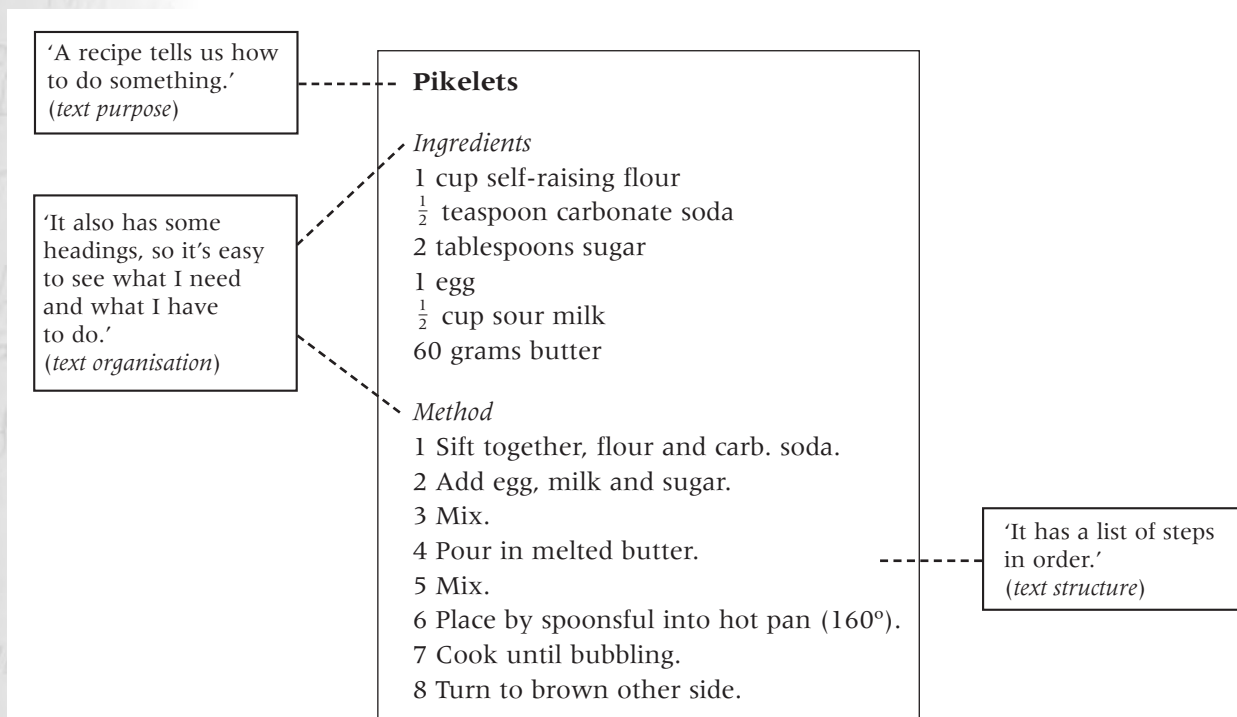 ‘A recipe tells us how
to do something.’
(text purpose)
‘It also has some
headings, so it’s easy
to see what I need
and what I have
to do.’
(text organisation)
Pikelets
Ingredients
1 cup self-raising flour
½ teaspoon carbonate soda
2 tablespoons sugar
1 egg
½ cup sour milk
60 grams butter
Method
1 Sift together, flour and carb. soda.
2 Add egg, milk and sugar.
3 Mix.
4 Pour in melted butter.
5 Mix.
6 Place by spoonsful into hot pan (160º).
7 Cook until bubbling.
8 Turn to brown other side.
‘It has a list of steps
in order.’
(text structure)